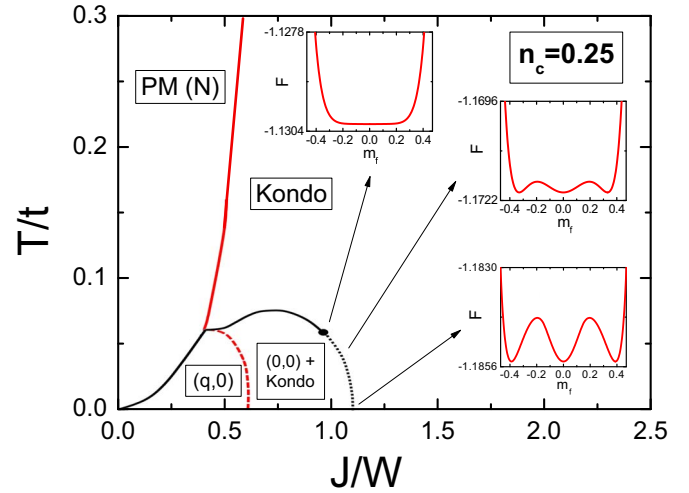 0.3
0.2
0.1
0.0
T/t
0.0 0.5 1.0 1.5 2.0 2.5
J/W
PM (N)
Kondo
(q,0)
(0,0) +
Kondo
n_c=0.25
-1.1278
F
-1.1304
-0.4 -0.2 0.0 0.2 0.4
m_f
-1.1696
F
-1.1722
-0.4 -0.2 0.0 0.2 0.4
m_f
-1.1830
F
-1.1856
-0.4 -0.2 0.0 0.2 0.4
m_f